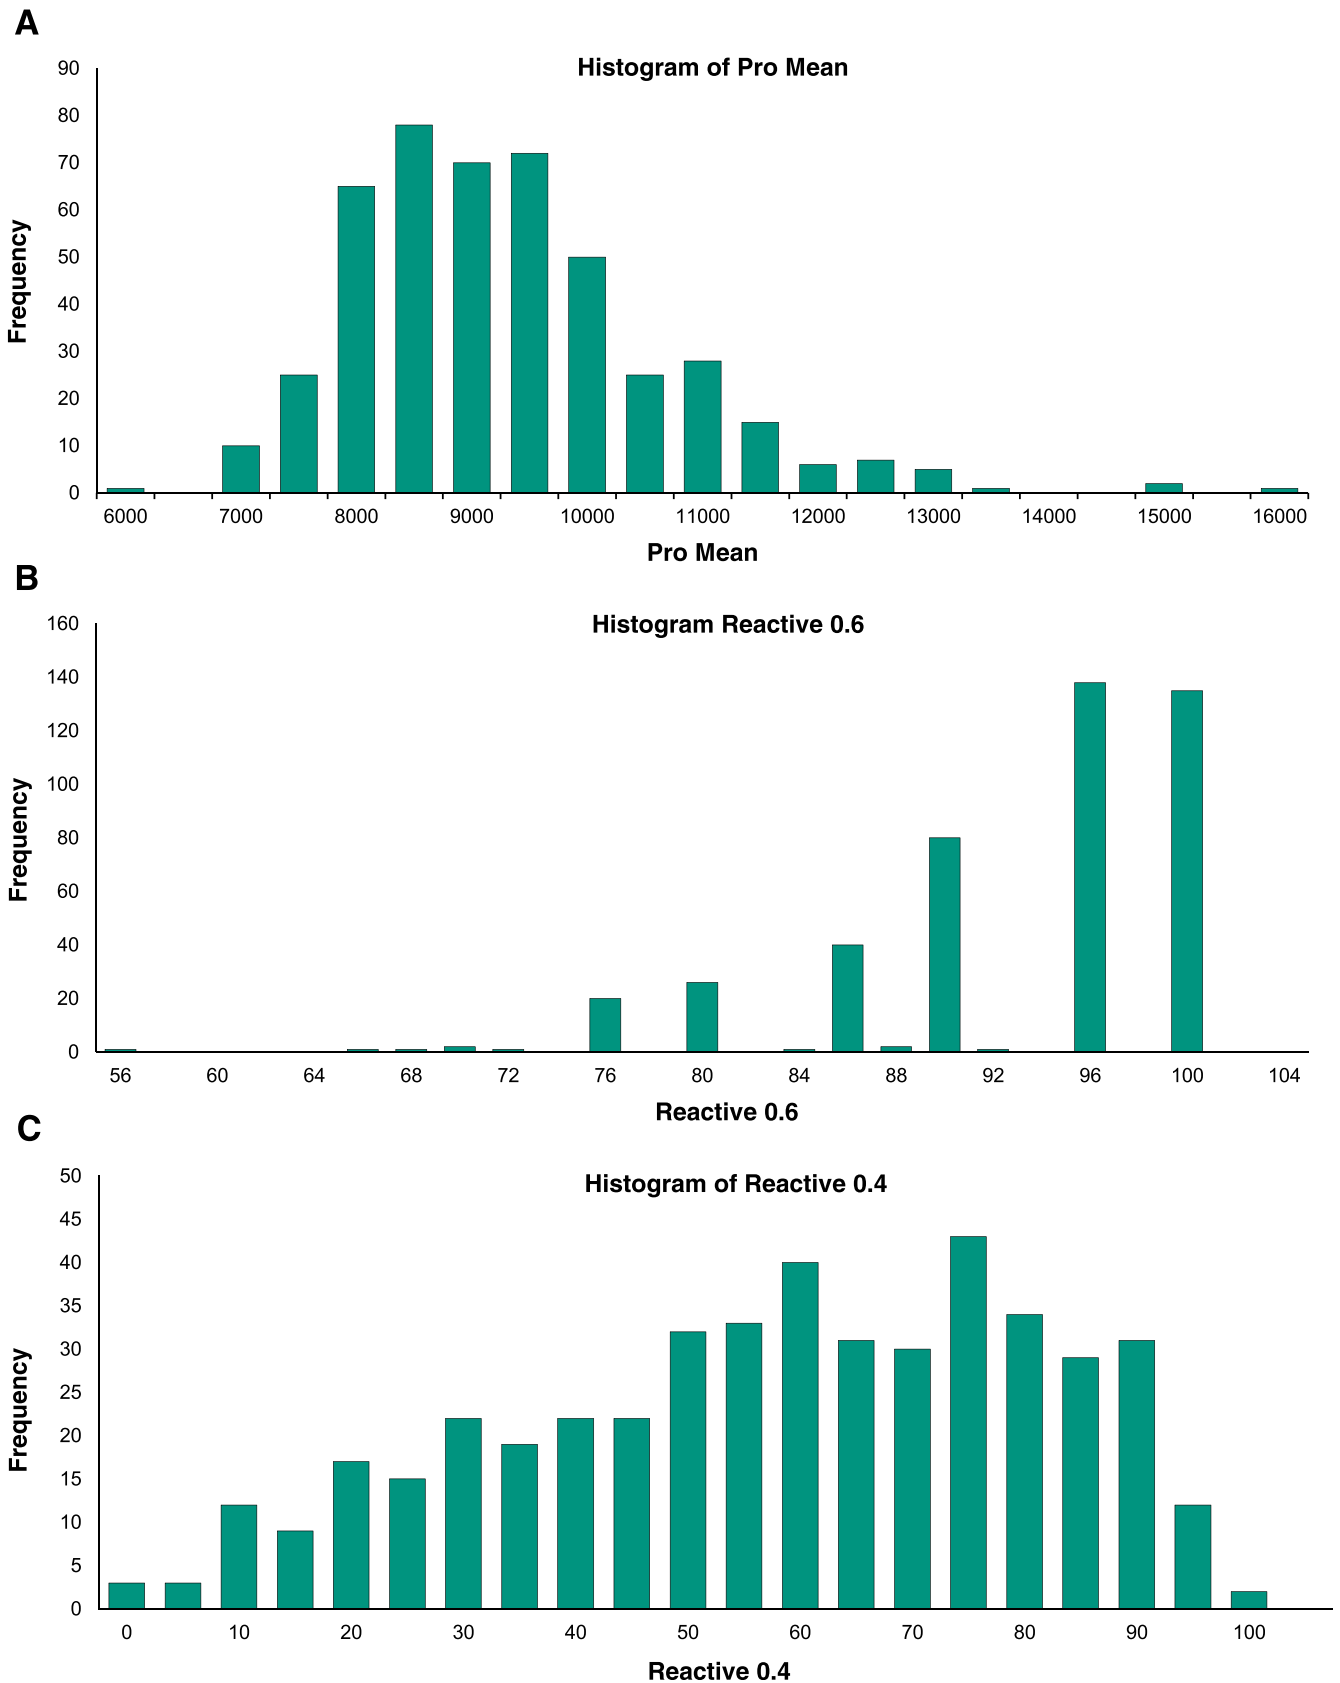 A
Histogram of Pro Mean
90
80
70
60
50
40
30
20
10
0
Frequency
6000 7000 8000 9000 10000 11000 12000 13000 14000 15000 16000
Pro Mean
B
Histogram Reactive 0.6
160
140
120
100
80
60
40
20
0
Frequency
56 60 64 68 72 76 80 84 88 92 96 100 104
Reactive 0.6
C
Histogram of Reactive 0.4
50
45
40
35
30
25
20
15
10
5
0
Frequency
0 10 20 30 40 50 60 70 80 90 100
Reactive 0.4